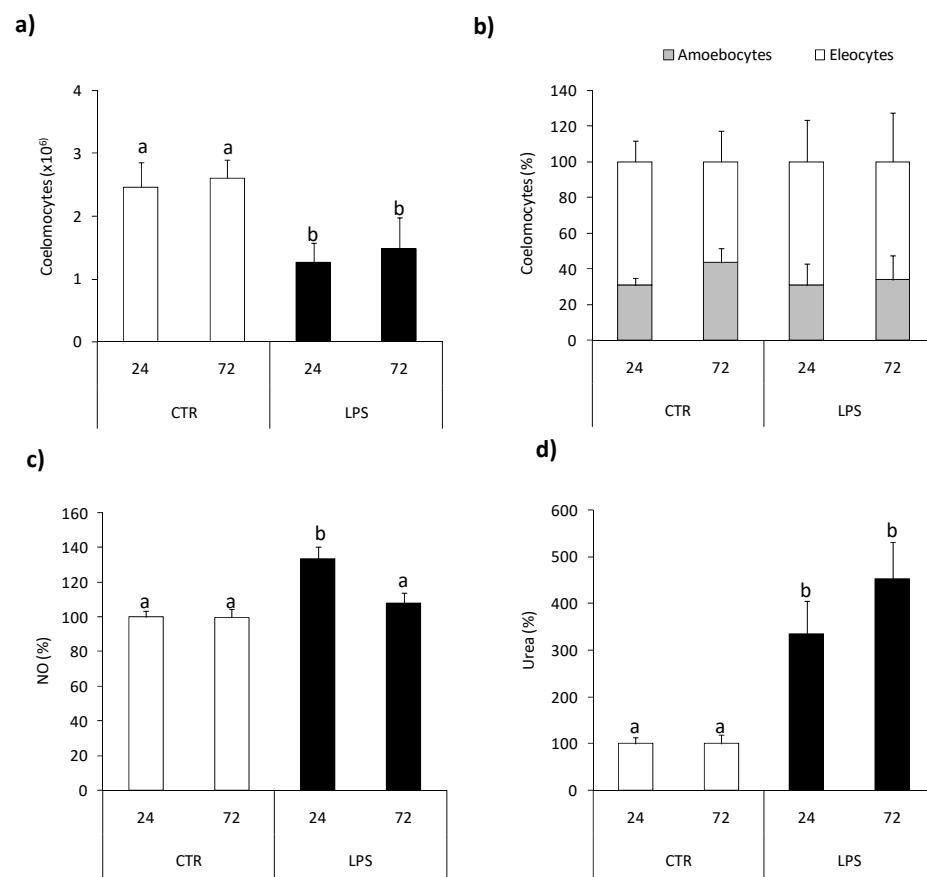 a)
4
3
2
1
0
Coelomocytes (x10⁶⁾
a
a
b
b
24 72 24 72
CTR LPS
b)
Amoebocytes Eleocytes
140
120
100
80
60
40
20
0
Coelomocytes (%)
24 72 24 72
CTR LPS
c)
160
140
120
100
80
60
40
20
0
NO (%)
a
a
b
a
24 72 24 72
CTR LPS
d)
600
500
400
300
200
100
0
Urea (%)
a
a
b
b
24 72 24 72
CTR LPS